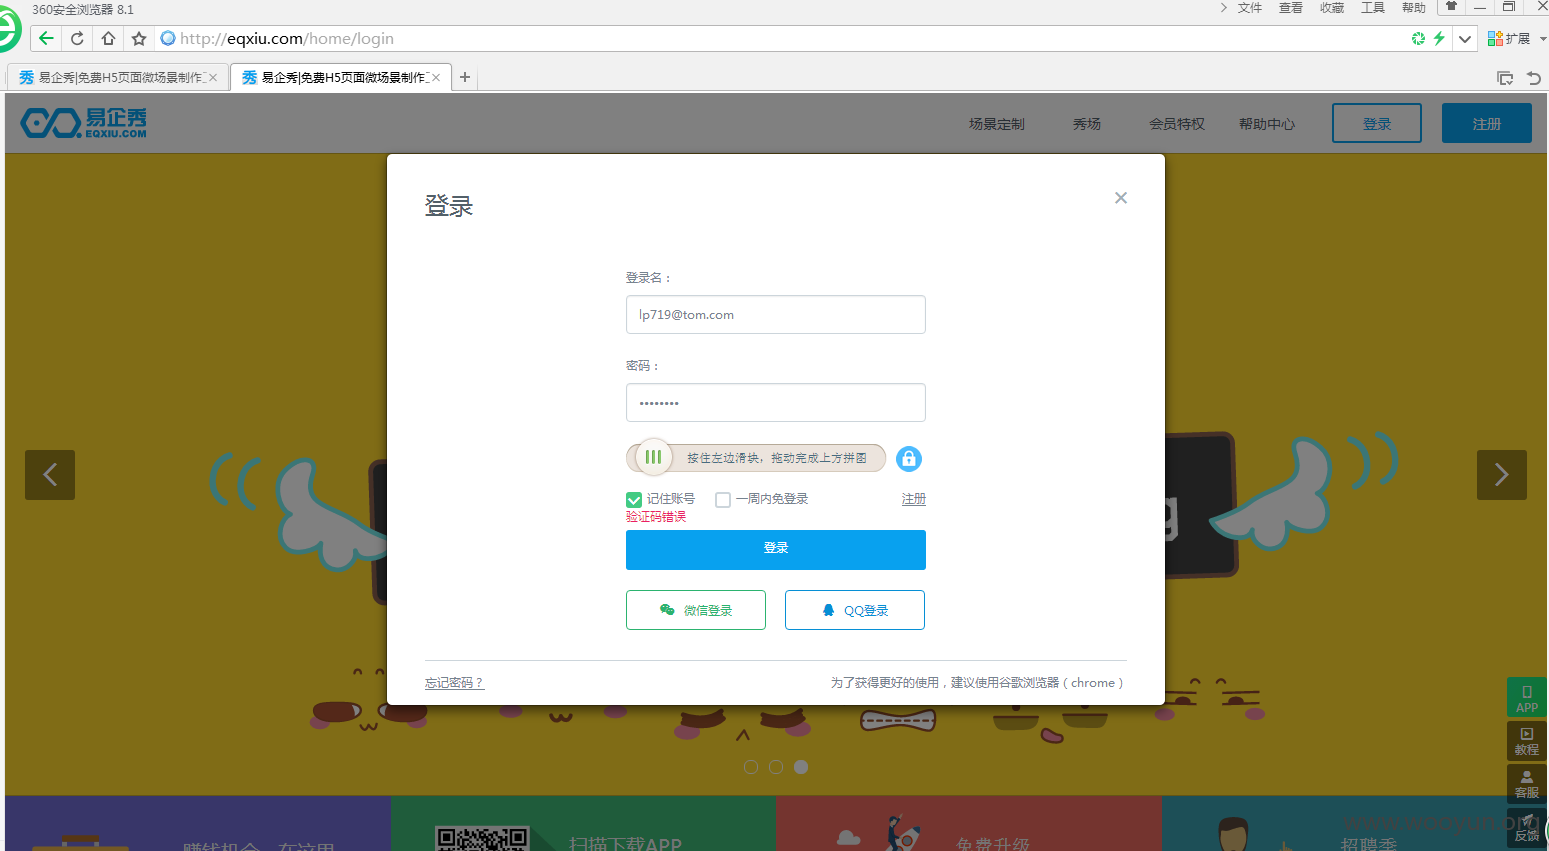 360安全浏览器 8.1
文件 查看 收藏 工具 帮助
http://eqxiu.com/home/login
扩展
秀 易企秀|免费H5页面微场景制作工
秀 易企秀|免费H5页面微场景制作工
易企秀
EQXIU.COM
场景定制 秀场 会员特权 帮助中心 登录 注册
登录
登录名：
lp719@tom.com
密码：
••••••••
按住左边滑块，拖动完成上方拼图
记住账号 一周内免登录 注册
验证码错误
登录
微信登录 QQ登录
忘记密码？ 为了获得更好的使用，建议使用谷歌浏览器（chrome）
g
APP
教程
客服
反馈
www.wooyun.org
赚钱机会，在这里 扫描下载APP 免费升级 招聘季